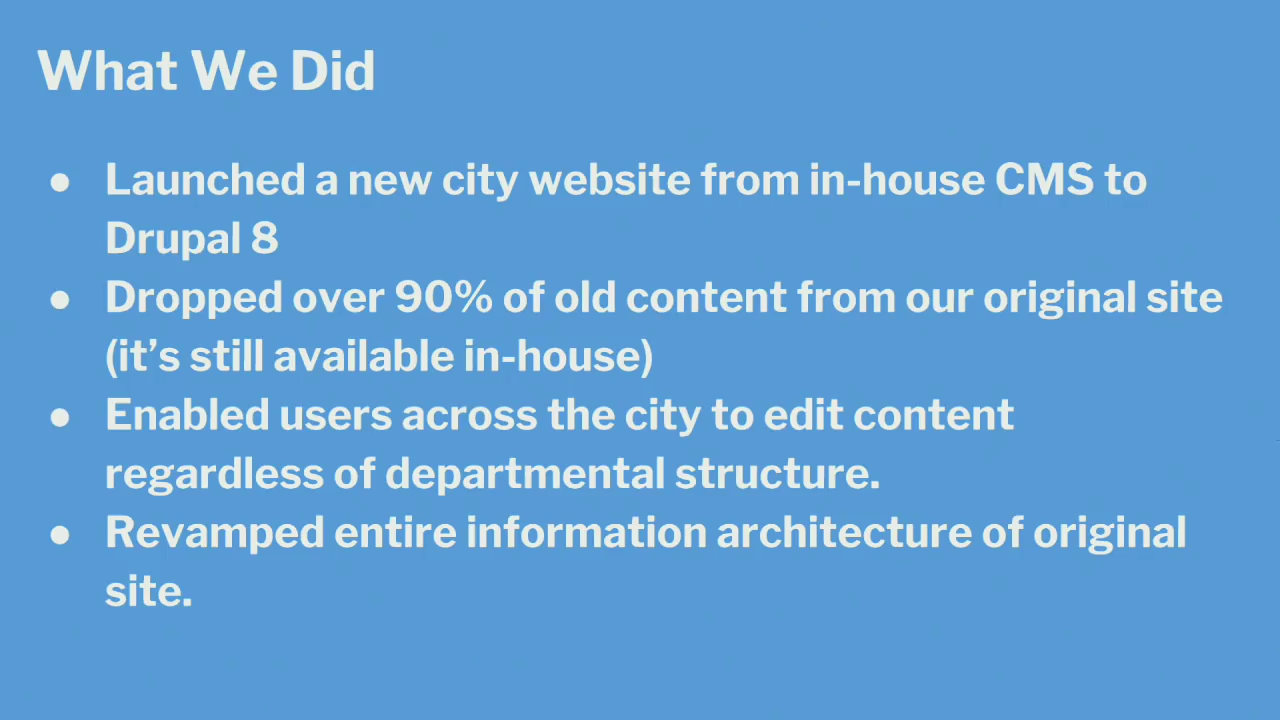 What We Did
● Launched a new city website from in-house CMS to
Drupal 8
● Dropped over 90% of old content from our original site
(it’s still available in-house)
● Enabled users across the city to edit content
regardless of departmental structure.
● Revamped entire information architecture of original
site.